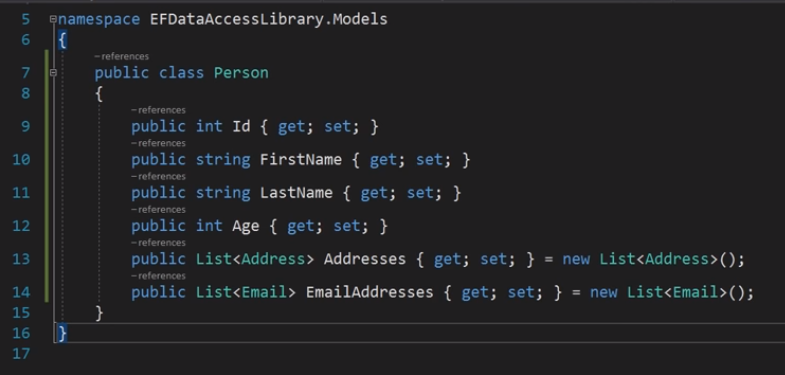 5 namespace EFDataAccessLibrary.Models
6 {
– references
7 public class Person
8 {
– references
9 public int Id { get; set; }
– references
10 public string FirstName { get; set; }
– references
11 public string LastName { get; set; }
– references
12 public int Age { get; set; }
– references
13 public List<Address> Addresses { get; set; } = new List<Address>();
– references
14 public List<Email> EmailAddresses { get; set; } = new List<Email>();
15 }
16 }
17